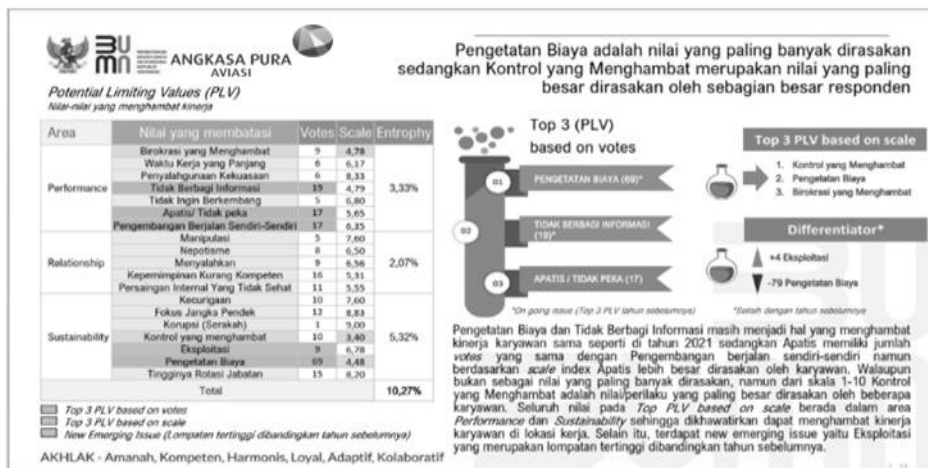 BUMN
ANGKASA PURA
AVIASI
Potential Limiting Values (PLV)
Nilai-nilai yang menghambat kinerja
Pengetatan Biaya adalah nilai yang paling banyak dirasakan
sedangkan Kontrol yang Menghambat merupakan nilai yang paling
besar dirasakan oleh sebagian besar responden
Area Nilai yang membatasi Votes Scale Entrophy
Performance
Birokrasi yang Menghambat 9 4,78
Waktu Kerja yang Panjang 6 6,17
Penyalahgunaan Kekuasaan 6 8,33
Tidak Berbagi Informasi 19 4,79
Tidak Ingin Berkembang 5 6,80
Apatis/ Tidak peka 17 5,65
Pengembangan Berjalan Sendiri-Sendiri 17 6,35
3,33%
Relationship
Manipulasi 5 7,60
Nepotisme 8 6,50
Menyalahkan 9 6,56
Kepemimpinan Kurang Kompeten 16 5,31
Persaingan Internal Yang Tidak Sehat 11 5,55
2,07%
Sustainability
Kecurigaan 10 7,60
Fokus Jangka Pendek 12 8,83
Korupsi (Serakah) 1 9,00
Kontrol yang menghambat 10 3,40
Eksploitasi 9 6,78
Pengetatan Biaya 69 4,48
Tingginya Rotasi Jabatan 15 8,20
5,32%
Total 10,27%
Top 3 PLV based on votes
Top 3 PLV based on scale
New Emerging Issue (Lompatan tertinggi dibandingkan tahun sebelumnya)
AKHLAK - Amanah, Kompeten, Harmonis, Loyal, Adaptif, Kolaboratif
Top 3 (PLV)
based on votes
01 PENGETATAN BIAYA (69)*
02 TIDAK BERBAGI INFORMASI
(19)*
03 APATIS / TIDAK PEKA (17)
*On going issue (Top 3 PLV tahun sebelumnya)
Top 3 PLV based on scale
1. Kontrol yang Menghambat
2. Pengetatan Biaya
3. Birokrasi yang Menghambat
Differentiator*
+4 Eksploitasi
-79 Pengetatan Biaya
*Selisih dengan tahun sebelumnya
Pengetatan Biaya dan Tidak Berbagi Informasi masih menjadi hal yang menghambat
kinerja karyawan sama seperti di tahun 2021 sedangkan Apatis memiliki jumlah
votes yang sama dengan Pengembangan berjalan sendiri-sendiri namun
berdasarkan scale index Apatis lebih besar dirasakan oleh karyawan. Walaupun
bukan sebagai nilai yang paling banyak dirasakan, namun dari skala 1-10 Kontrol
yang Menghambat adalah nilai/perilaku yang paling besar dirasakan oleh beberapa
karyawan. Seluruh nilai pada Top PLV based on scale berada dalam area
Performance dan Sustainability sehingga dikhawatirkan dapat menghambat kinerja
karyawan di lokasi kerja. Selain itu, terdapat new emerging issue yaitu Eksploitasi
yang merupakan lompatan tertinggi dibandingkan tahun sebelumnya.